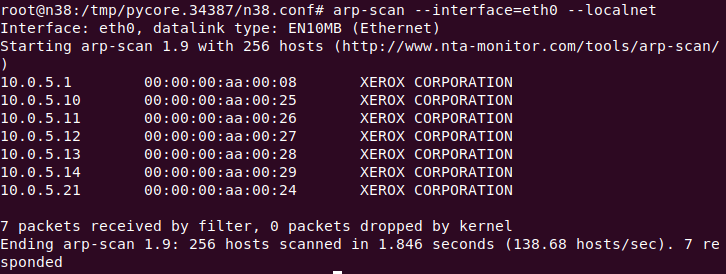 root@n38:/tmp/pycore.34387/n38.conf# arp-scan --interface=eth0 --localnet
Interface: eth0, datalink type: EN10MB (Ethernet)
Starting arp-scan 1.9 with 256 hosts (http://www.nta-monitor.com/tools/arp-scan/
)
10.0.5.1        00:00:00:aa:00:08       XEROX CORPORATION
10.0.5.10       00:00:00:aa:00:25       XEROX CORPORATION
10.0.5.11       00:00:00:aa:00:26       XEROX CORPORATION
10.0.5.12       00:00:00:aa:00:27       XEROX CORPORATION
10.0.5.13       00:00:00:aa:00:28       XEROX CORPORATION
10.0.5.14       00:00:00:aa:00:29       XEROX CORPORATION
10.0.5.21       00:00:00:aa:00:24       XEROX CORPORATION
7 packets received by filter, 0 packets dropped by kernel
Ending arp-scan 1.9: 256 hosts scanned in 1.846 seconds (138.68 hosts/sec). 7 re
sponded